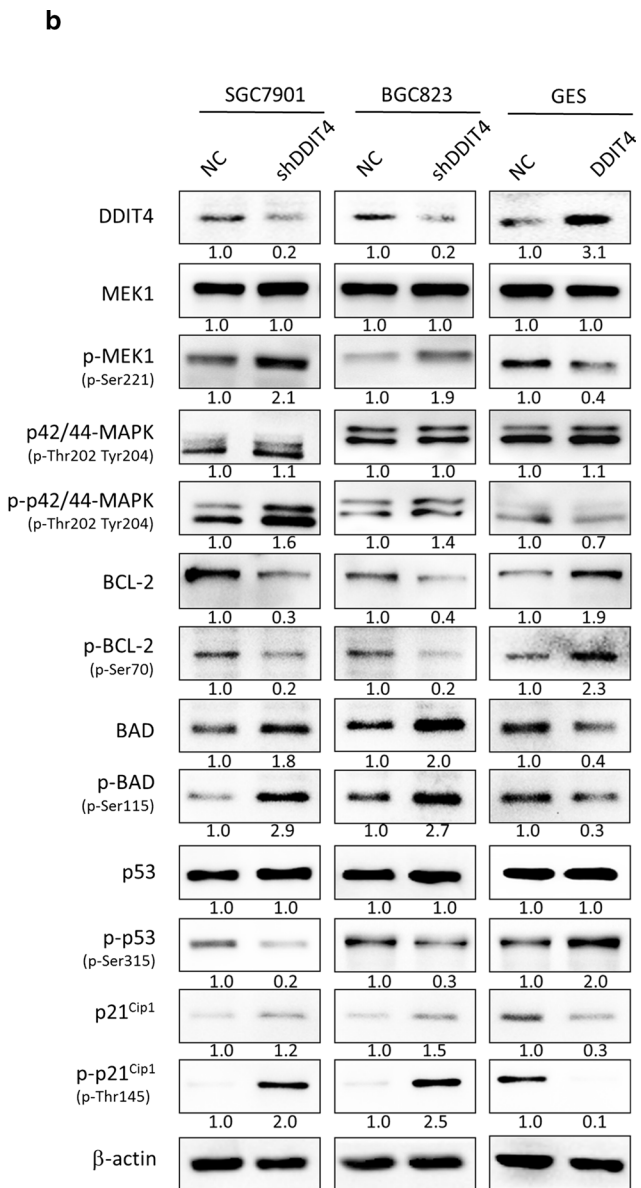 b
SGC7901 BGC823 GES
NC shDDIT4 NC shDDIT4 NC DDIT4
DDIT4
1.0 0.2 1.0 0.2 1.0 3.1
MEK1
1.0 1.0 1.0 1.0 1.0 1.0
p-MEK1
(p-Ser221)
1.0 2.1 1.0 1.9 1.0 0.4
p42/44-MAPK
(p-Thr202 Tyr204)
1.0 1.1 1.0 1.0 1.0 1.1
p-p42/44-MAPK
(p-Thr202 Tyr204)
1.0 1.6 1.0 1.4 1.0 0.7
BCL-2
1.0 0.3 1.0 0.4 1.0 1.9
p-BCL-2
(p-Ser70)
1.0 0.2 1.0 0.2 1.0 2.3
BAD
1.0 1.8 1.0 2.0 1.0 0.4
p-BAD
(p-Ser115)
1.0 2.9 1.0 2.7 1.0 0.3
p53
1.0 1.0 1.0 1.0 1.0 1.0
p-p53
(p-Ser315)
1.0 0.2 1.0 0.3 1.0 2.0
p21Cip1
1.0 1.2 1.0 1.5 1.0 0.3
p-p21Cip1
(p-Thr145)
1.0 2.0 1.0 2.5 1.0 0.1
β-actin